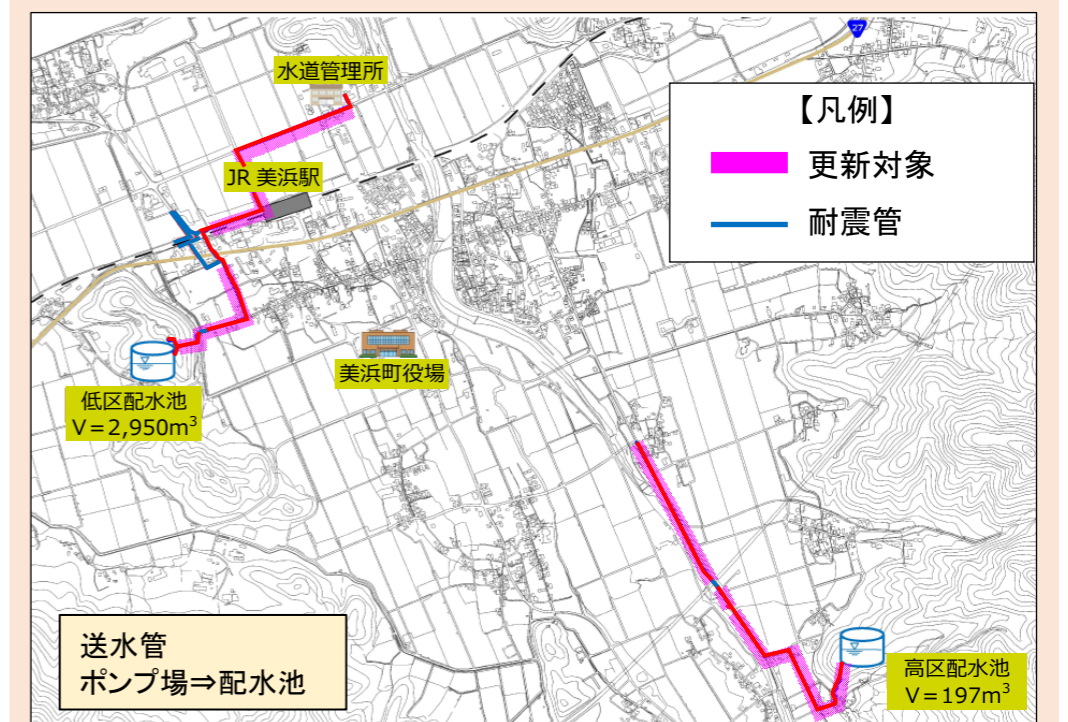 27
水道管理所
【凡例】
更新対象
耐震管
JR 美浜駅
美浜町役場
低区配水池
V=2,950m³
送水管
ポンプ場⇒配水池
高区配水池
V=197m³